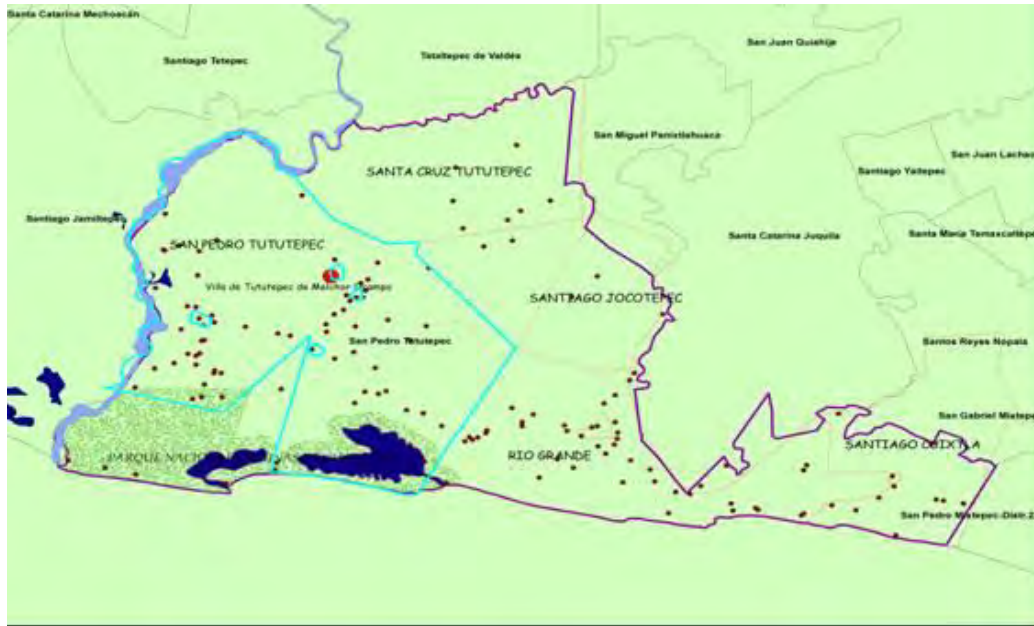 Santa Catarina Mechoacán
San Juan Quiahije
Santiago Tetepec
Tataltepec de Valdés
San Miguel Panixtlahuaca
San Juan Lachao
SANTA CRUZ TUTUTEPEC
Santiago Yaitepec
Santiago Jamiltepec
Santa Catarina Juquila
Santa María Temaxcaltepec
SAN PEDRO TUTUTEPEC
Villa de Tututepec de Melchor Ocampo
SANTIAGO JOCOTEPEC
San Pedro Tututepec
Santos Reyes Nopala
San Gabriel Mixtepec
SANTIAGO CUIXTLA
PARQUE NACIONAL
RIO GRANDE
San Pedro Mixtepec-Distr.2